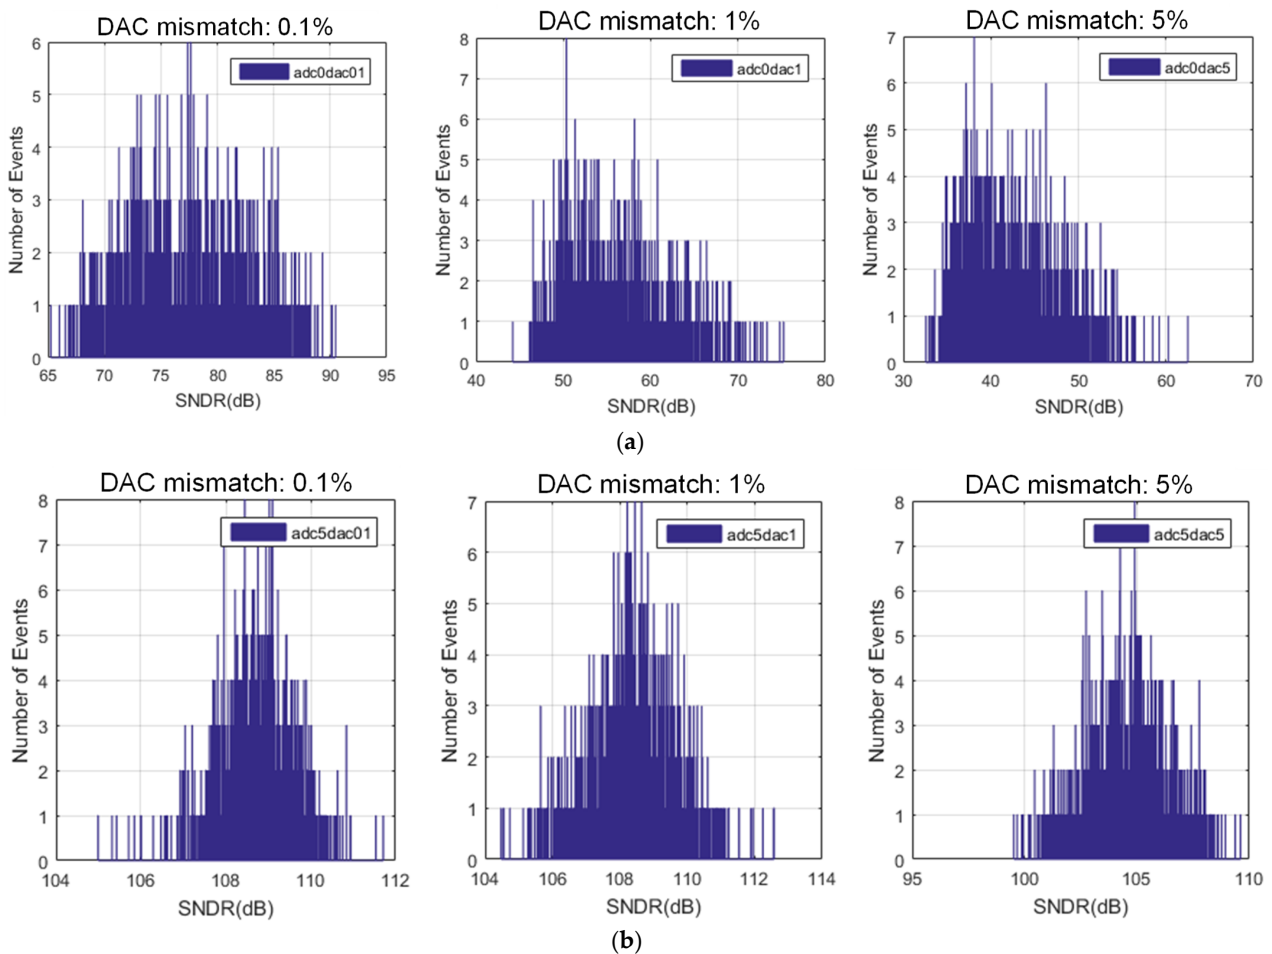 DAC mismatch: 0.1%
DAC mismatch: 1%
DAC mismatch: 5%
adc0dac01
adc0dac1
adc0dac5
Number of Events
Number of Events
Number of Events
6
5
4
3
2
1
0
8
7
6
5
4
3
2
1
0
7
6
5
4
3
2
1
0
65 70 75 80 85 90 95
40 50 60 70 80
30 40 50 60 70
SNDR(dB)
SNDR(dB)
SNDR(dB)
(a)
DAC mismatch: 0.1%
DAC mismatch: 1%
DAC mismatch: 5%
adc5dac01
adc5dac1
adc5dac5
Number of Events
Number of Events
Number of Events
8
7
6
5
4
3
2
1
0
7
6
5
4
3
2
1
0
8
7
6
5
4
3
2
1
0
104 106 108 110 112
104 106 108 110 112 114
95 100 105 110
SNDR(dB)
SNDR(dB)
SNDR(dB)
(b)